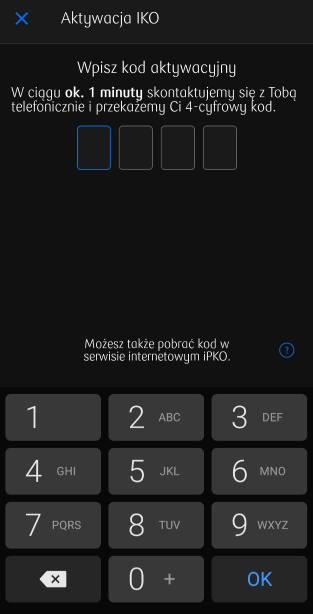 Aktywacja IKO
Wpisz kod aktywacyjny
W ciągu ok. 1 minuty skontaktujemy się z Tobą
telefonicznie i przekażemy Ci 4-cyfrowy kod.
Możesz także pobrać kod w
serwisie internetowym iPKO.
?
1
2 ABC
3 DEF
4 GHI
5 JKL
6 MNO
7 PQRS
8 TUV
9 WXYZ
0 +
OK